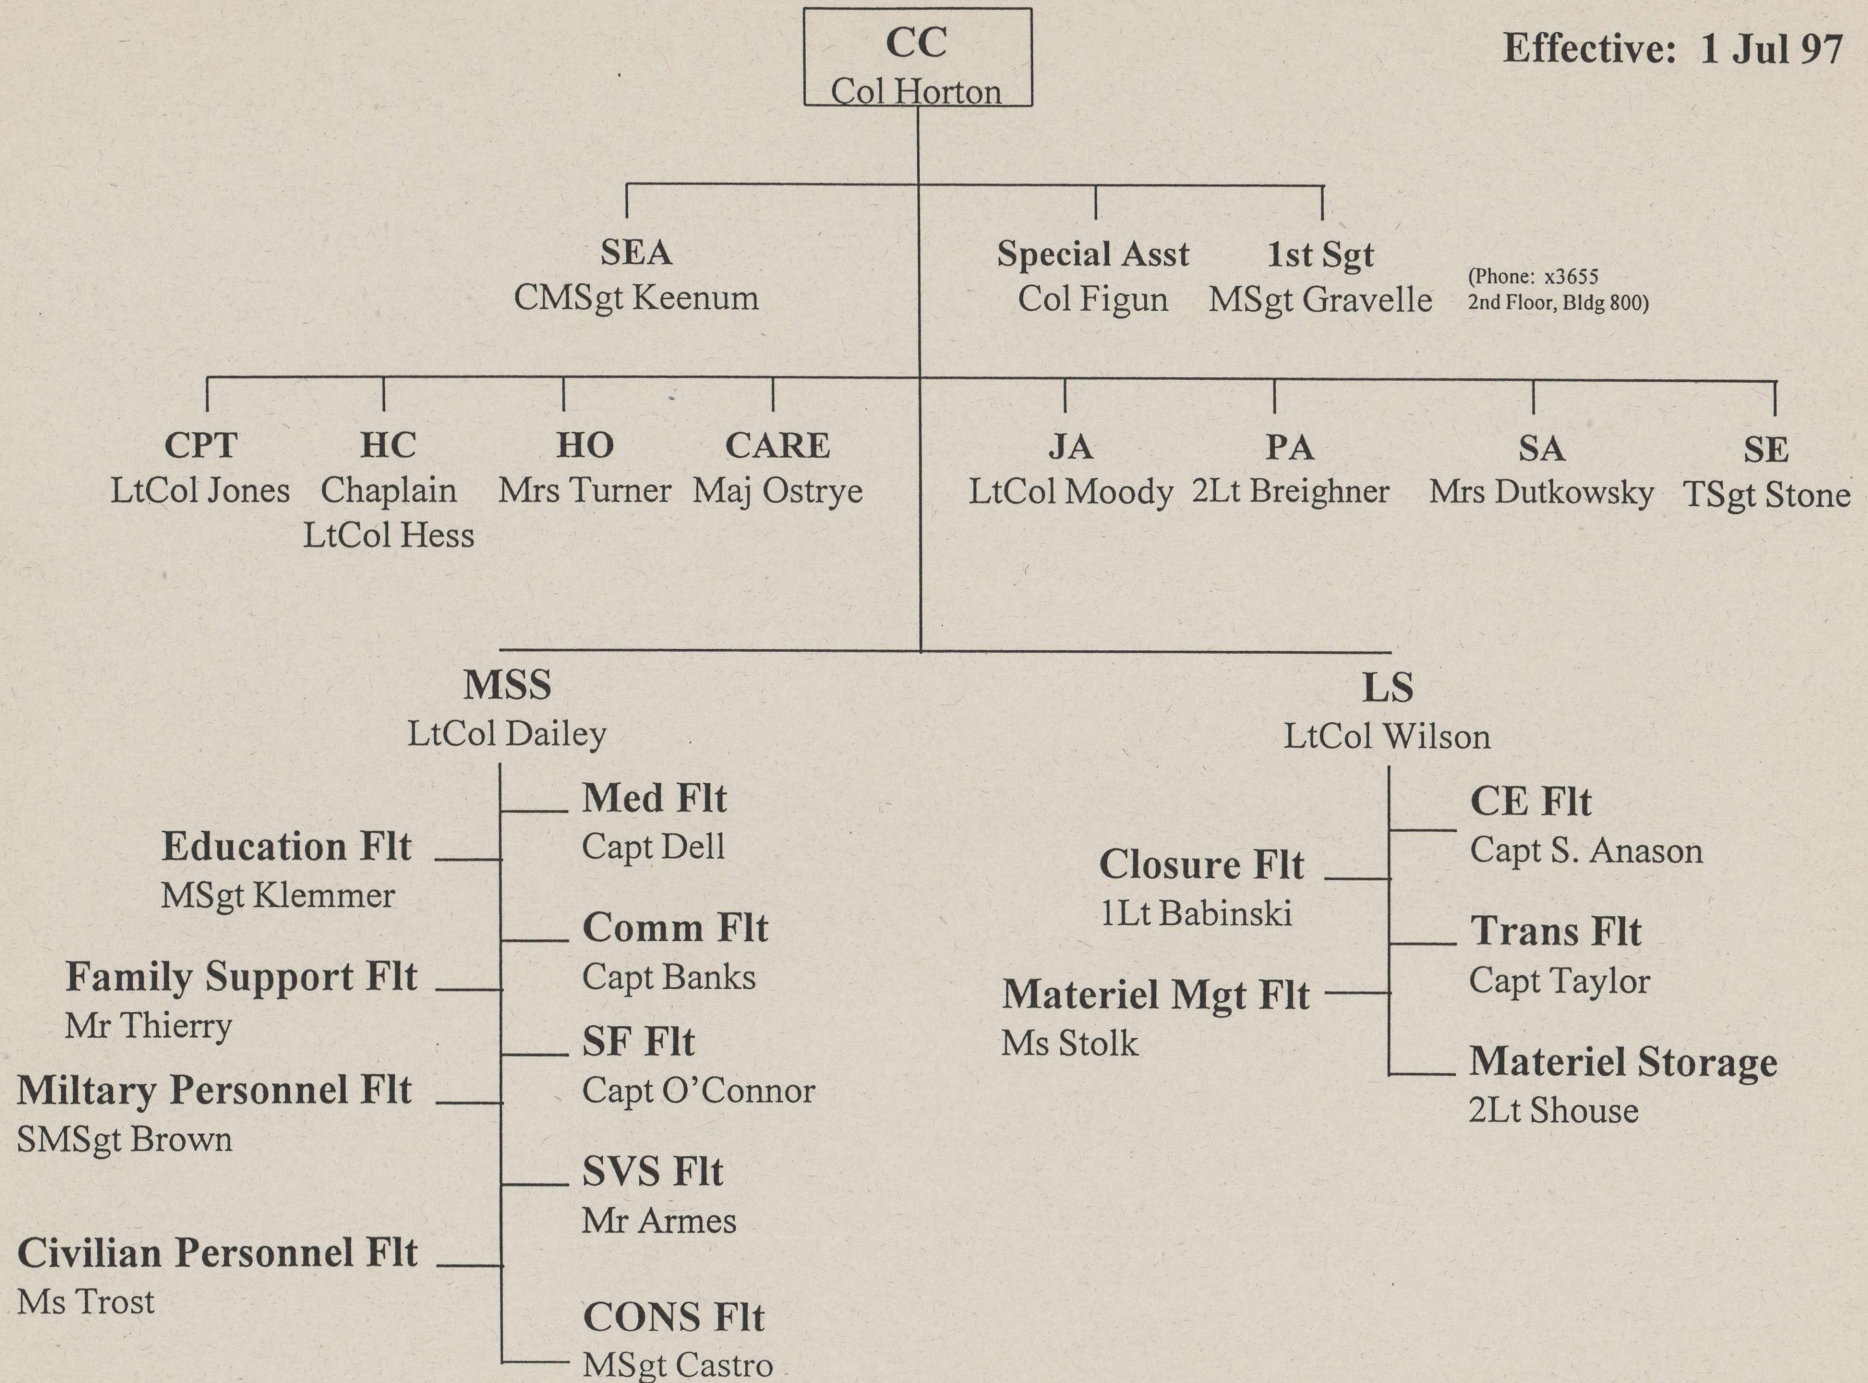 CC
Col Horton
Effective: 1 Jul 97
SEA
CMSgt Keenum
Special Asst
Col Figun
1st Sgt
MSgt Gravelle
(Phone: x3655
2nd Floor, Bldg 800)
CPT
LtCol Jones
HC
Chaplain
LtCol Hess
HO
Mrs Turner
CARE
Maj Ostrye
JA
LtCol Moody
PA
2Lt Breighner
SA
Mrs Dutkowsky
SE
TSgt Stone
MSS
LtCol Dailey
Education Flt
MSgt Klemmer
Family Support Flt
Mr Thierry
Miltary Personnel Flt
SMSgt Brown
Civilian Personnel Flt
Ms Trost
Med Flt
Capt Dell
Comm Flt
Capt Banks
SF Flt
Capt O’Connor
SVS Flt
Mr Armes
CONS Flt
MSgt Castro
LS
LtCol Wilson
Closure Flt
1Lt Babinski
Materiel Mgt Flt
Ms Stolk
CE Flt
Capt S. Anason
Trans Flt
Capt Taylor
Materiel Storage
2Lt Shouse